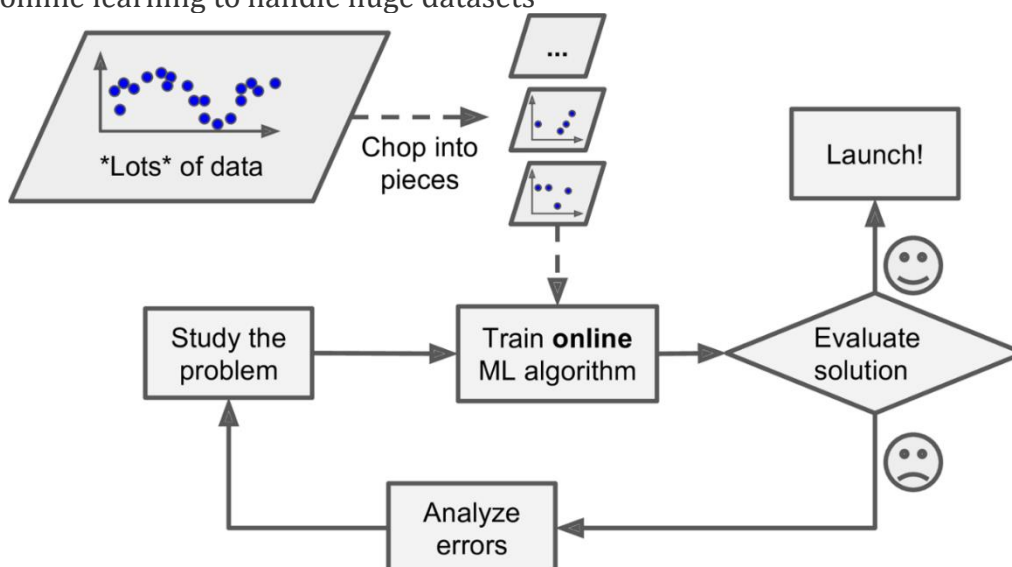 online learning to handle huge datasets
*Lots* of data
Chop into
pieces
...
Launch!
Study the
problem
Train online
ML algorithm
Evaluate
solution
Analyze
errors